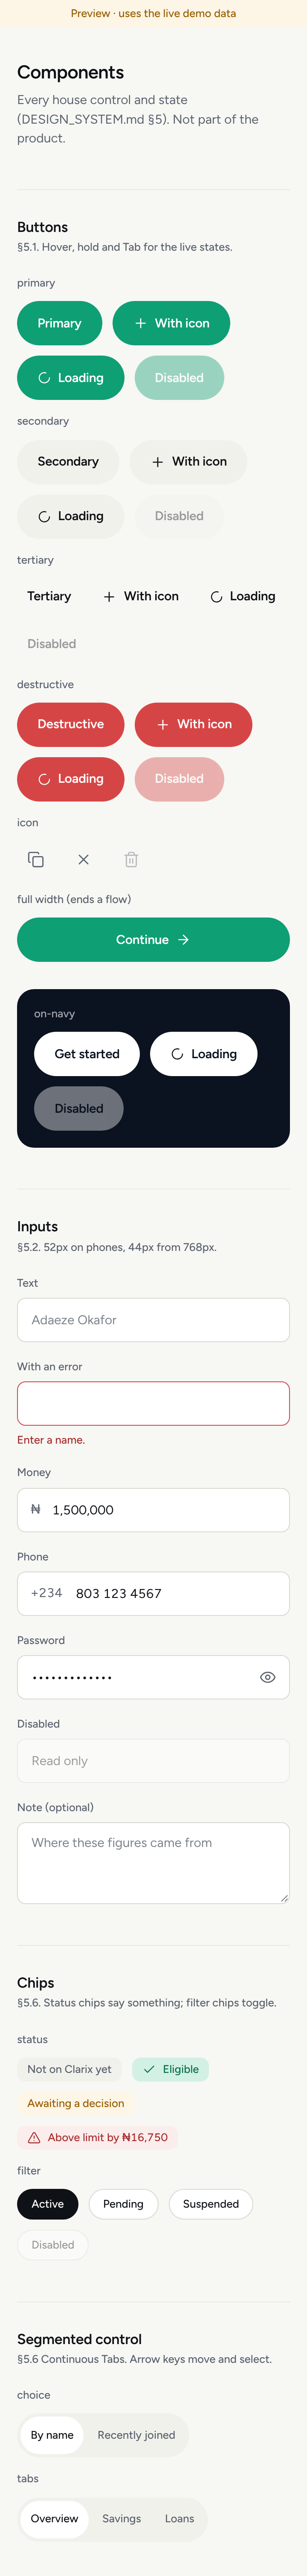 Preview · uses the live demo data
Components
Every house control and state
(DESIGN_SYSTEM.md §5). Not part of the
product.
Buttons
§5.1. Hover, hold and Tab for the live states.
primary
Primary
With icon
Loading
Disabled
secondary
Secondary
With icon
Loading
Disabled
tertiary
Tertiary
With icon
Loading
Disabled
destructive
Destructive
With icon
Loading
Disabled
icon
full width (ends a flow)
Continue
on-navy
Get started
Loading
Disabled
Inputs
§5.2. 52px on phones, 44px from 768px.
Text
Adaeze Okafor
With an error
Enter a name.
Money
₦ 1,500,000
Phone
+234 803 123 4567
Password
•••••••••••••
Disabled
Read only
Note (optional)
Where these figures came from
Chips
§5.6. Status chips say something; filter chips toggle.
status
Not on Clarix yet
Eligible
Awaiting a decision
Above limit by ₦16,750
filter
Active
Pending
Suspended
Disabled
Segmented control
§5.6 Continuous Tabs. Arrow keys move and select.
choice
By name
Recently joined
tabs
Overview
Savings
Loans